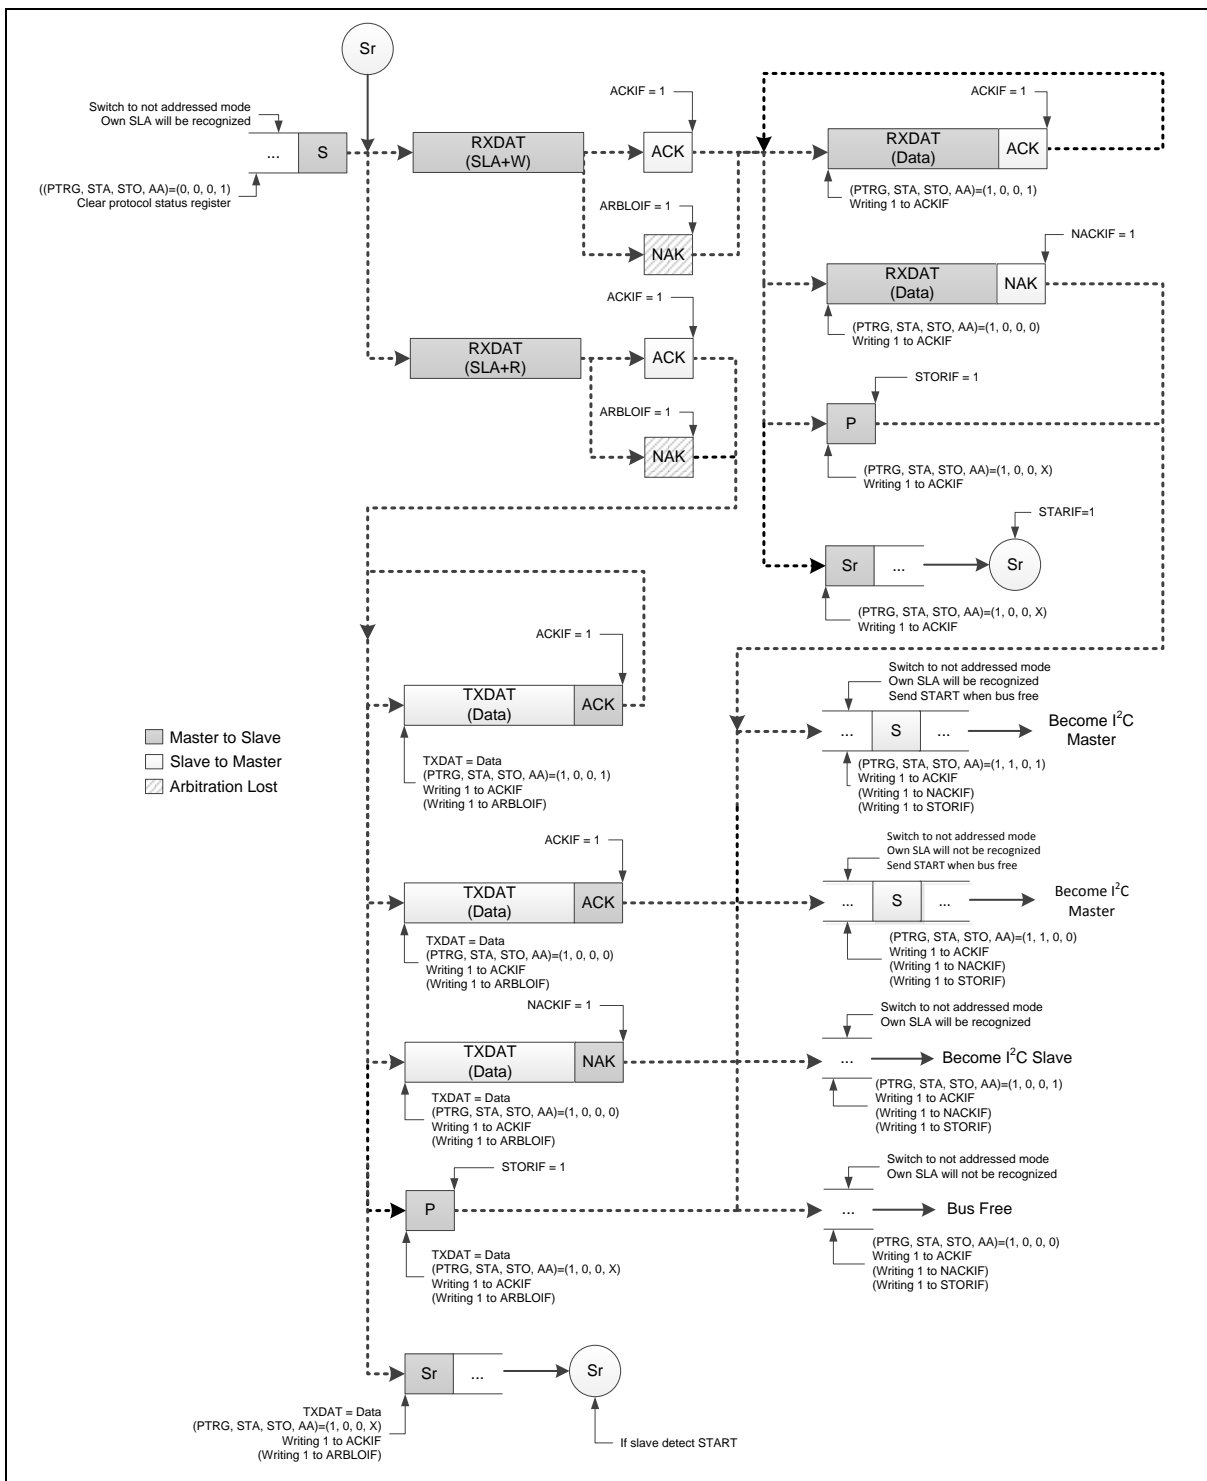 Sr
Switch to not addressed mode
Own SLA will be recognized
...
S
((PTRG, STA, STO, AA)=(0, 0, 0, 1)
Clear protocol status register
RXDAT
(SLA+W)
ACKIF = 1
ACK
ARBLOIF = 1
NAK
ACKIF = 1
RXDAT
(Data)
ACK
(PTRG, STA, STO, AA)=(1, 0, 0, 1)
Writing 1 to ACKIF
NACKIF = 1
RXDAT
(Data)
NAK
(PTRG, STA, STO, AA)=(1, 0, 0, 0)
Writing 1 to ACKIF
ACKIF = 1
RXDAT
(SLA+R)
ACK
ARBLOIF = 1
NAK
STORIF = 1
P
(PTRG, STA, STO, AA)=(1, 0, 0, X)
Writing 1 to ACKIF
STARIF=1
Sr
...
Sr
(PTRG, STA, STO, AA)=(1, 0, 0, X)
Writing 1 to ACKIF
ACKIF = 1
TXDAT
(Data)
ACK
TXDAT = Data
(PTRG, STA, STO, AA)=(1, 0, 0, 1)
Writing 1 to ACKIF
(Writing 1 to ARBLOIF)
Master to Slave
Slave to Master
Arbitration Lost
Switch to not addressed mode
Own SLA will be recognized
Send START when bus free
...
S
...
Become I²C
Master
(PTRG, STA, STO, AA)=(1, 1, 0, 1)
Writing 1 to ACKIF
(Writing 1 to NACKIF)
(Writing 1 to STORIF)
ACKIF = 1
TXDAT
(Data)
ACK
TXDAT = Data
(PTRG, STA, STO, AA)=(1, 0, 0, 0)
Writing 1 to ACKIF
(Writing 1 to ARBLOIF)
Switch to not addressed mode
Own SLA will not be recognized
Send START when bus free
...
S
...
Become I²C
Master
(PTRG, STA, STO, AA)=(1, 1, 0, 0)
Writing 1 to ACKIF
(Writing 1 to NACKIF)
(Writing 1 to STORIF)
NACKIF = 1
TXDAT
(Data)
NAK
TXDAT = Data
(PTRG, STA, STO, AA)=(1, 0, 0, 0)
Writing 1 to ACKIF
(Writing 1 to ARBLOIF)
Switch to not addressed mode
Own SLA will be recognized
...
Become I²C Slave
(PTRG, STA, STO, AA)=(1, 0, 0, 1)
Writing 1 to ACKIF
(Writing 1 to NACKIF)
(Writing 1 to STORIF)
STORIF = 1
P
TXDAT = Data
(PTRG, STA, STO, AA)=(1, 0, 0, X)
Writing 1 to ACKIF
(Writing 1 to ARBLOIF)
Switch to not addressed mode
Own SLA will not be recognized
...
Bus Free
(PTRG, STA, STO, AA)=(1, 0, 0, 0)
Writing 1 to ACKIF
(Writing 1 to NACKIF)
(Writing 1 to STORIF)
Sr
...
Sr
TXDAT = Data
(PTRG, STA, STO, AA)=(1, 0, 0, X)
Writing 1 to ACKIF
(Writing 1 to ARBLOIF)
If slave detect START